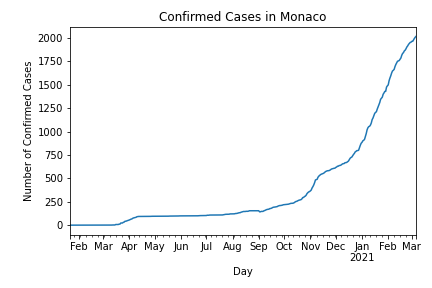 Confirmed Cases in Monaco
2000
1750
1500
1250
1000
750
500
250
0
Number of Confirmed Cases
Feb Mar Apr May Jun Jul Aug Sep Oct Nov Dec Jan Feb Mar
2021
Day